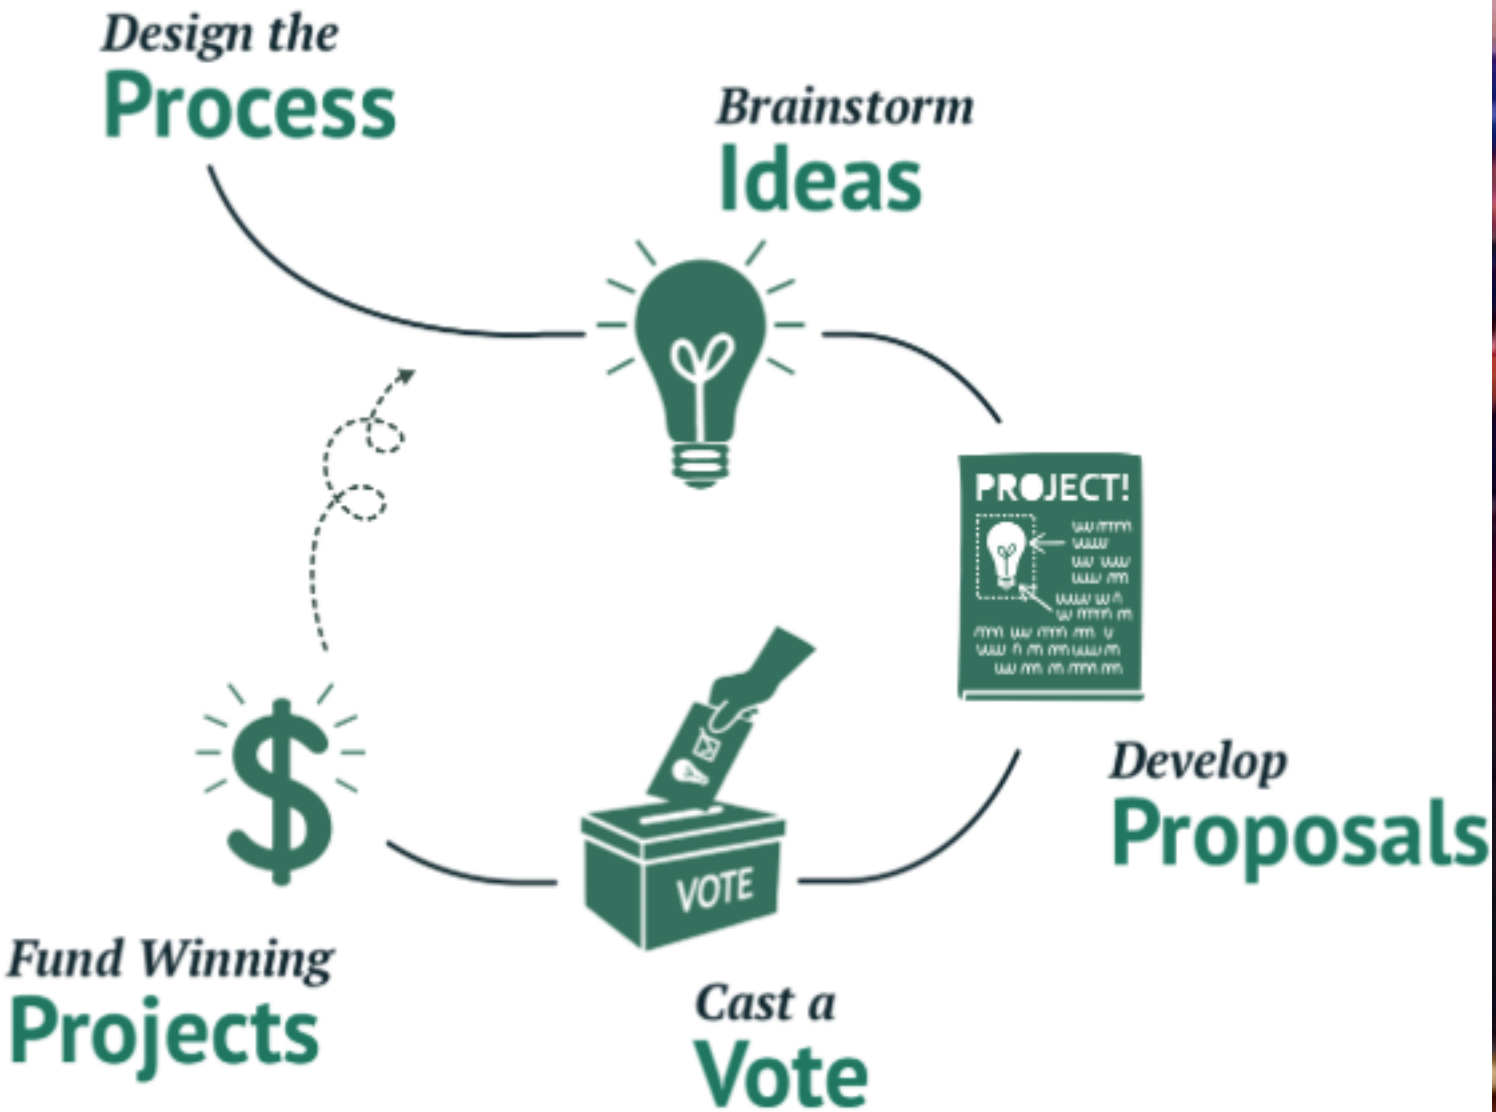 Design the
Process
Brainstorm
Ideas
PROJECT!
Develop
Proposals
VOTE
Cast a
Vote
Fund Winning
Projects